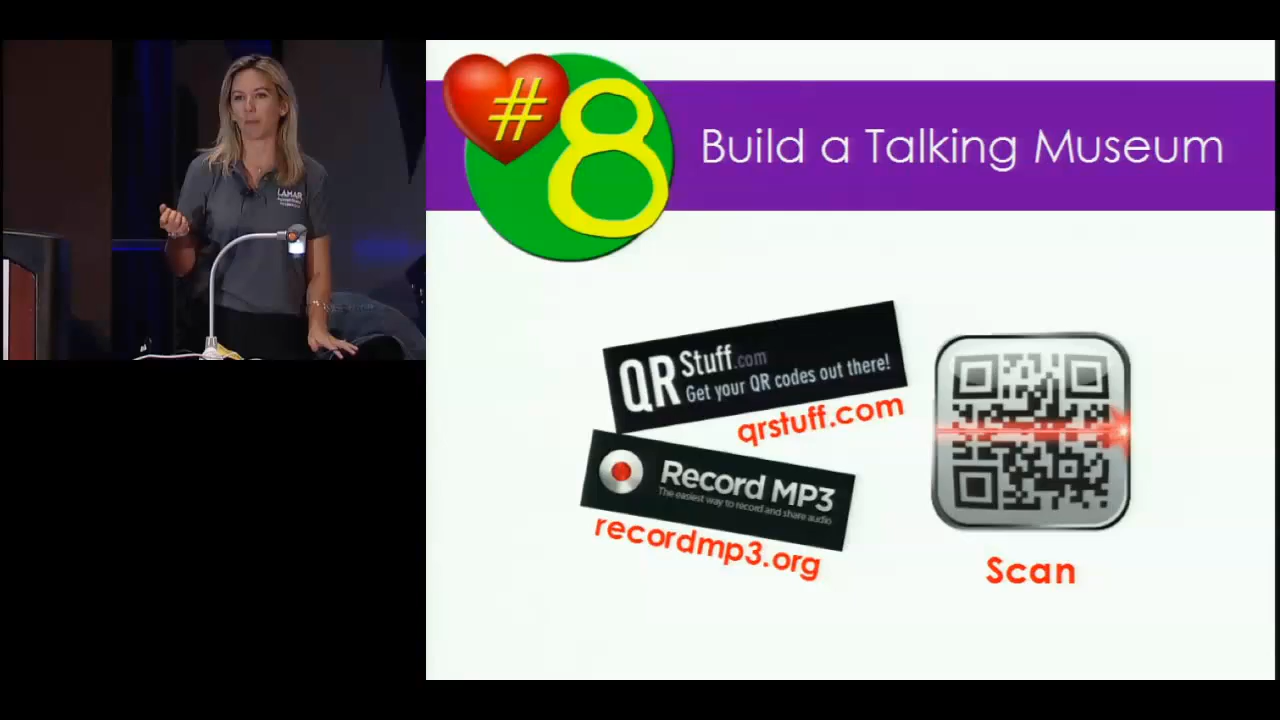 LAMAR
#8
Build a Talking Museum
QR Stuff.com
Get your QR codes out there!
qrstuff.com
Record MP3
The easiest way to record and share audio
recordmp3.org
Scan